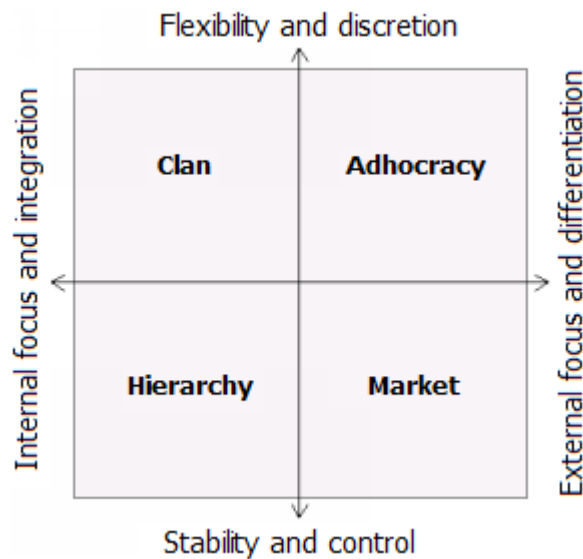 Flexibility and discretion
Internal focus and integration
Clan
Adhocracy
External focus and differentiation
Hierarchy
Market
Stability and control